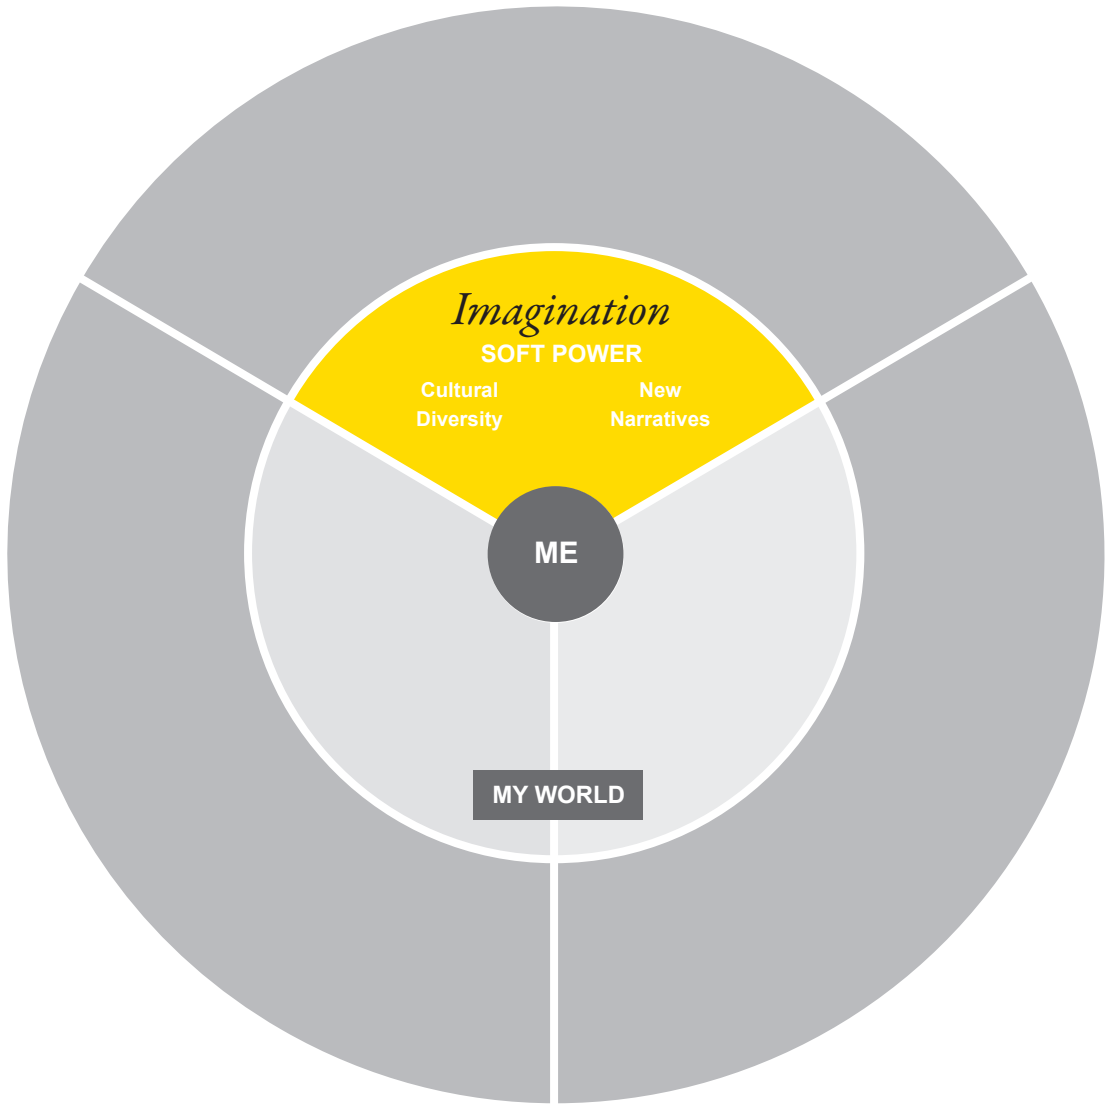 Imagination
SOFT POWER
Cultural
Diversity
New
Narratives
ME
MY WORLD